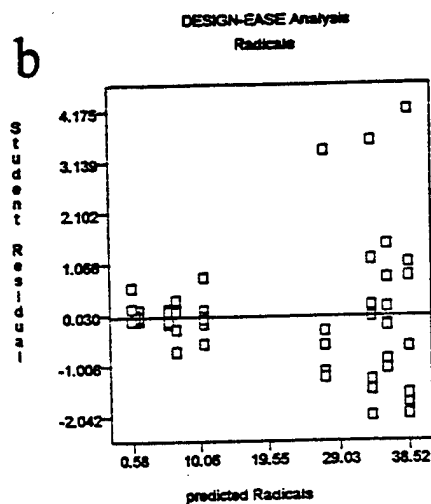 DESIGN-EASE Analysis
Radicals
b
Student Residual
4.175
3.139
2.102
1.066
0.030
-1.006
-2.042
0.58
10.06
19.55
29.03
38.52
predicted Radicals